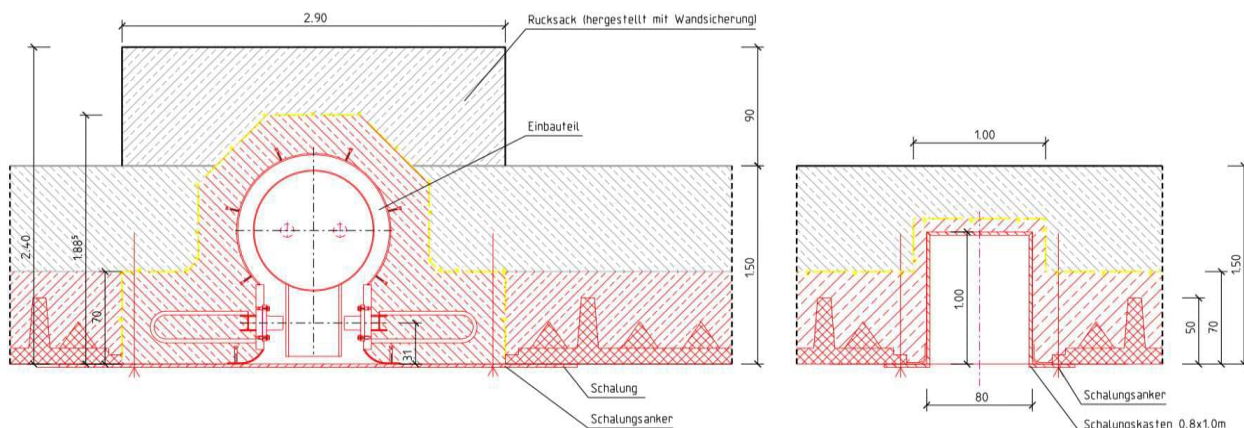 2.90
Rucksack (hergestellt mit Wandsicherung)
90
Einbauteil
1.00
2.40
1.88⁵
1.50
70
31
1.00
1.50
50
70
Schalung
Schalungsanker
80
Schalungsanker
Schalungskasten 0.8x1.0m